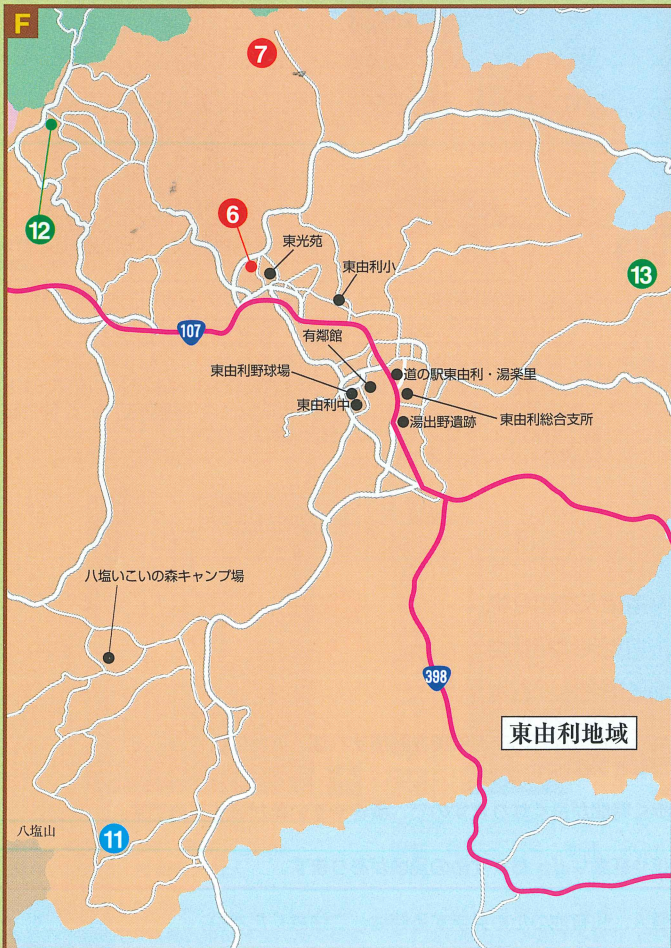 F
7
12
6
東光苑
東由利小
13
107
有鄰館
東由利野球場
道の駅東由利・湯楽里
東由利中
東由利総合支所
湯出野遺跡
八塩いこいの森キャンプ場
398
東由利地域
八塩山
11